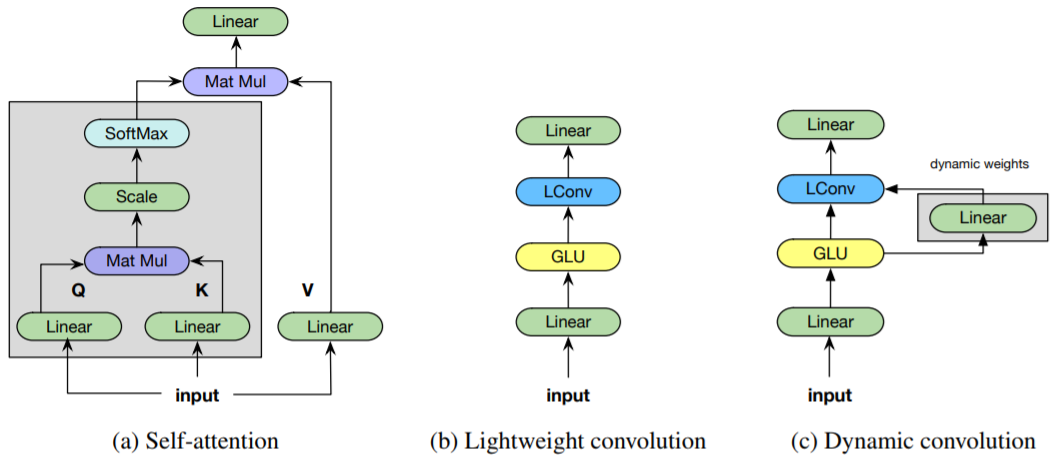 Linear
Mat Mul
SoftMax
Scale
Mat Mul
Q
K
V
Linear
Linear
Linear
input
(a) Self-attention
Linear
LConv
GLU
Linear
input
(b) Lightweight convolution
Linear
dynamic weights
LConv
Linear
GLU
Linear
input
(c) Dynamic convolution